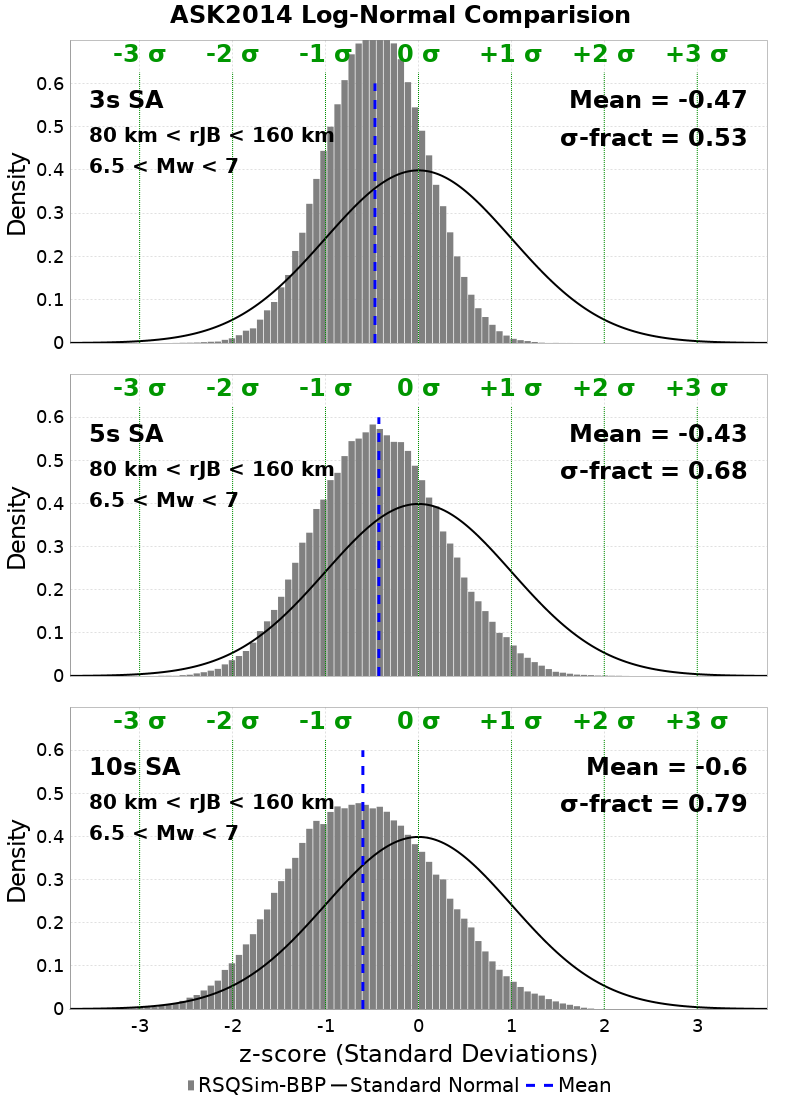 ASK2014 Log-Normal Comparision
-3 σ -2 σ -1 σ 0 σ +1 σ +2 σ +3 σ
0.6
3s SA
Mean = -0.47
0.5
80 km < rJB < 160 km
σ-fract = 0.53
0.4
6.5 < Mw < 7
0.3
0.2
0.1
0
Density
-3 σ -2 σ -1 σ 0 σ +1 σ +2 σ +3 σ
0.6
5s SA
Mean = -0.43
0.5
80 km < rJB < 160 km
σ-fract = 0.68
0.4
6.5 < Mw < 7
0.3
0.2
0.1
0
Density
-3 σ -2 σ -1 σ 0 σ +1 σ +2 σ +3 σ
0.6
10s SA
Mean = -0.6
0.5
80 km < rJB < 160 km
σ-fract = 0.79
0.4
6.5 < Mw < 7
0.3
0.2
0.1
0
Density
-3 -2 -1 0 1 2 3
z-score (Standard Deviations)
RSQSim-BBP Standard Normal Mean